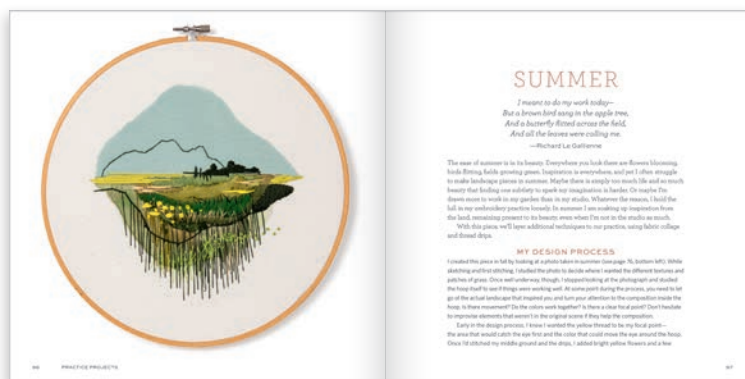 SUMMER
I meant to do my work today—
But a brown bird sang in the apple tree,
And a butterfly flitted across the field,
And all the leaves were calling me.
—Richard Le Gallienne
The ease of summer is in its beauty. Everywhere you look there are flowers blooming,
birds flitting, fields growing green. Inspiration is everywhere, and yet I often struggle
to make landscape pieces in summer. Maybe there is simply too much life and so much
beauty that finding one subtlety to spark my imagination is harder. Or maybe I'm
drawn more to work in my garden than in my studio. Whatever the reason, I hold the
lull in my embroidery practice loosely. In summer I am soaking up inspiration from
the land, remaining present to its beauty, even when I'm not in the studio as much.
With this piece, we'll layer additional techniques to our practice, using fabric collage
and thread drips.
MY DESIGN PROCESS
I created this piece in fall by looking at a photo taken in summer (see page 76, bottom left). While
sketching and first stitching, I studied the photo to decide where I wanted the different textures and
patches of grass. Once well underway, though, I stopped looking at the photograph and studied
the hoop itself to see if things were working well. At some point during the process, you need to let
go of the actual landscape that inspired you and turn your attention to the composition inside the
hoop. Is there movement? Do the colors work together? Is there a clear focal point? Don't hesitate
to improvise elements that weren't in the original scene if they help the composition.
Early in the design process, I knew I wanted the yellow thread to be my focal point—
the area that would catch the eye first and the color that could move the eye around the hoop.
Once I'd stitched my middle ground and the drips, I added bright yellow flowers and a few
PRACTICE PROJECTS